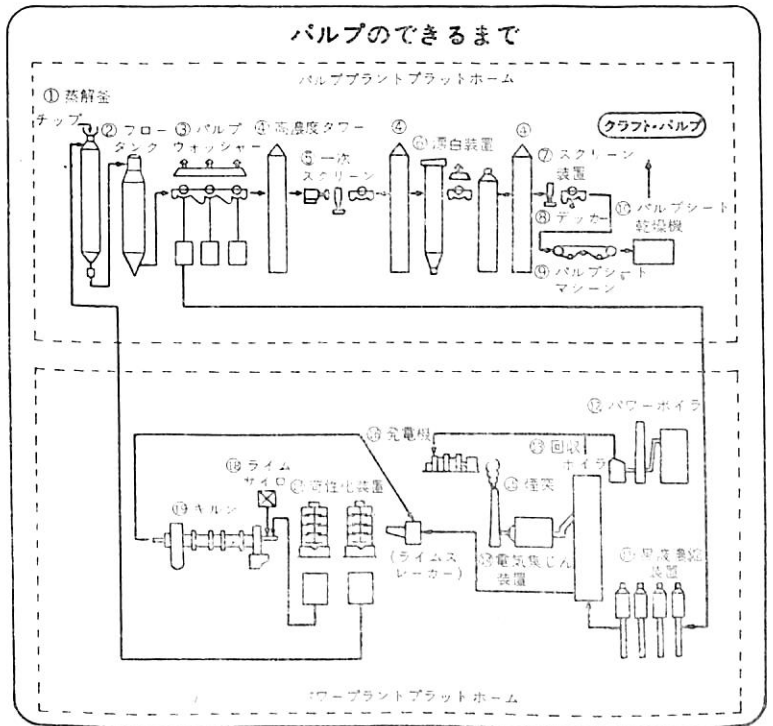 パルプのできるまで
パルププラントプラットホーム
① 蒸解釜
チップ
② フロー
タンク
③ パルプ
ウォッシャー
④ 高濃度タワー
⑤ 一次
スクリーン
④
⑥ 漂白装置
④
クラフト・パルプ
⑦ スクリーン
装置
⑧ デッカー
⑨ パルプシート
マシーン
⑩ パルプシート
乾燥機
⑫ パワーボイラ
⑬ 回収
ボイラ
発電機
煙突
電気集じん
装置
⑪ 黒液濃縮
装置
(ライムス
レーカー)
苛性化装置
⑱ ライム
サイロ
⑲ キルン
パワープラントプラットホーム